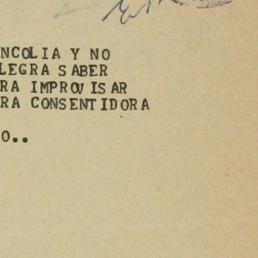 NCOLIA Y NO
LEGRA SABER
RA IMPROVISAR
RA CONSENTIDORA
O..